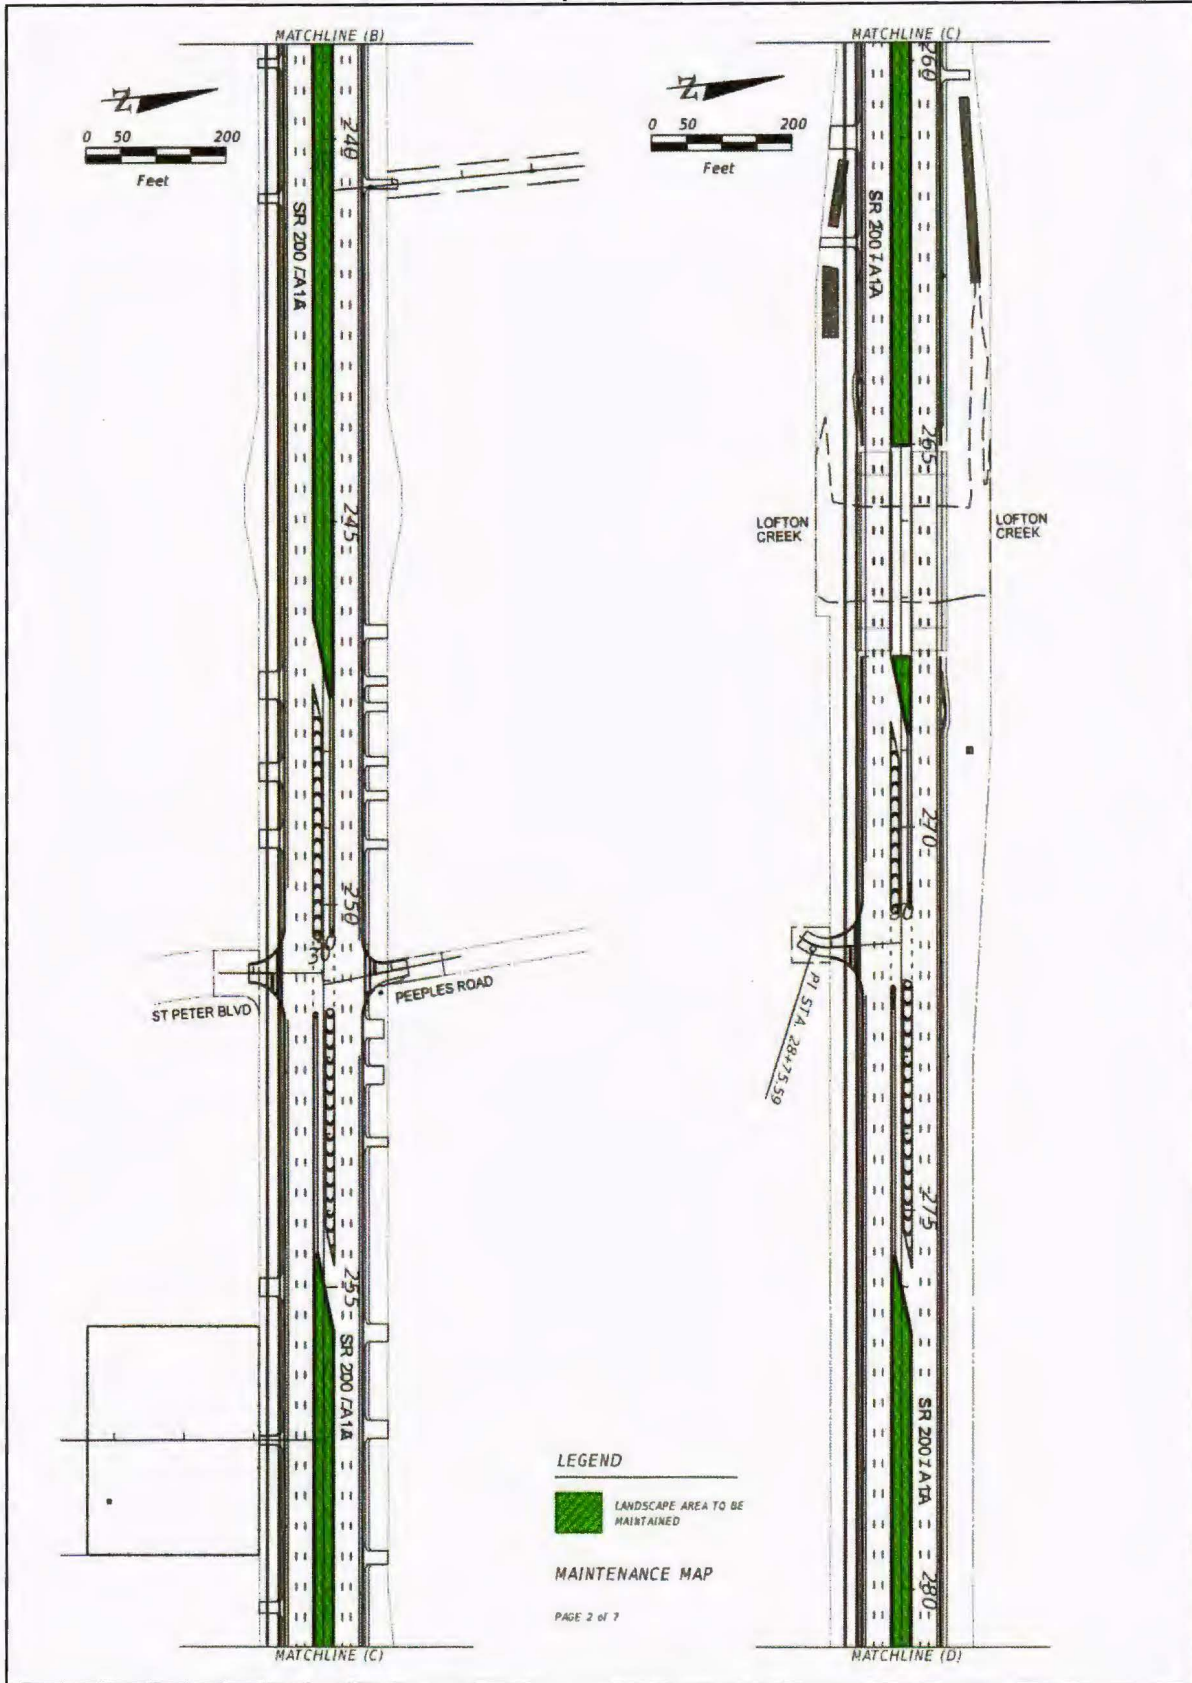 MATCHLINE (B)
N
0 50 200
Feet
240
SR 200 / A1A
245
250
30
ST PETER BLVD
PEEPLES ROAD
255
SR 200 / A1A
MATCHLINE (C)
MATCHLINE (C)
260
N
0 50 200
Feet
SR 200 / A1A
265
LOFTON
CREEK
LOFTON
CREEK
270
PI STA. 28+75.59
275
SR 200 / A1A
280
MATCHLINE (D)
LEGEND
LANDSCAPE AREA TO BE
MAINTAINED
MAINTENANCE MAP
PAGE 2 of 7